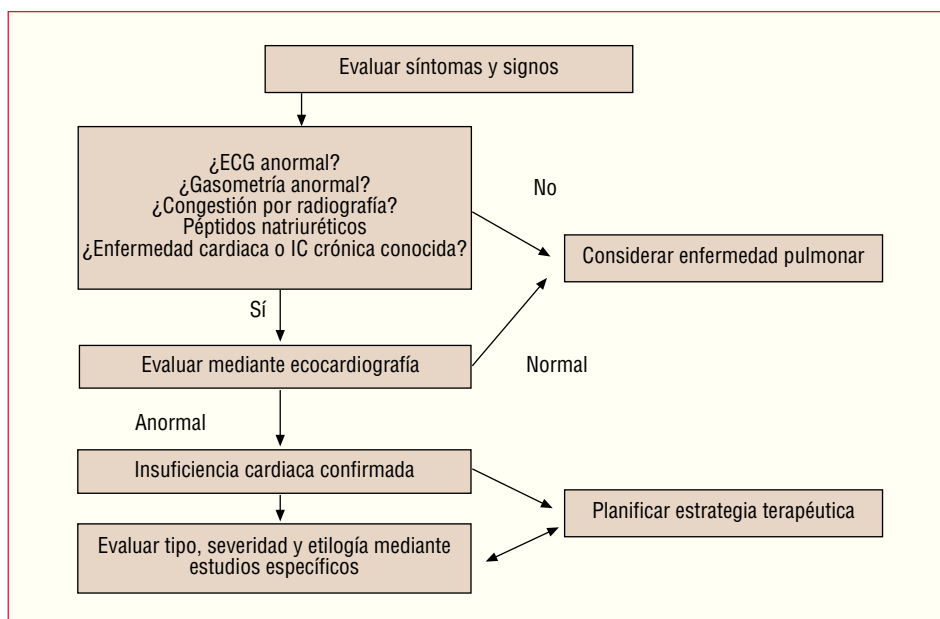 Evaluar síntomas y signos
¿ECG anormal?
¿Gasometría anormal?
¿Congestión por radiografía?
Péptidos natriuréticos
¿Enfermedad cardiaca o IC crónica conocida?
No
Considerar enfermedad pulmonar
Sí
Evaluar mediante ecocardiografía
Normal
Anormal
Insuficiencia cardiaca confirmada
Planificar estrategia terapéutica
Evaluar tipo, severidad y etilogía mediante
estudios específicos